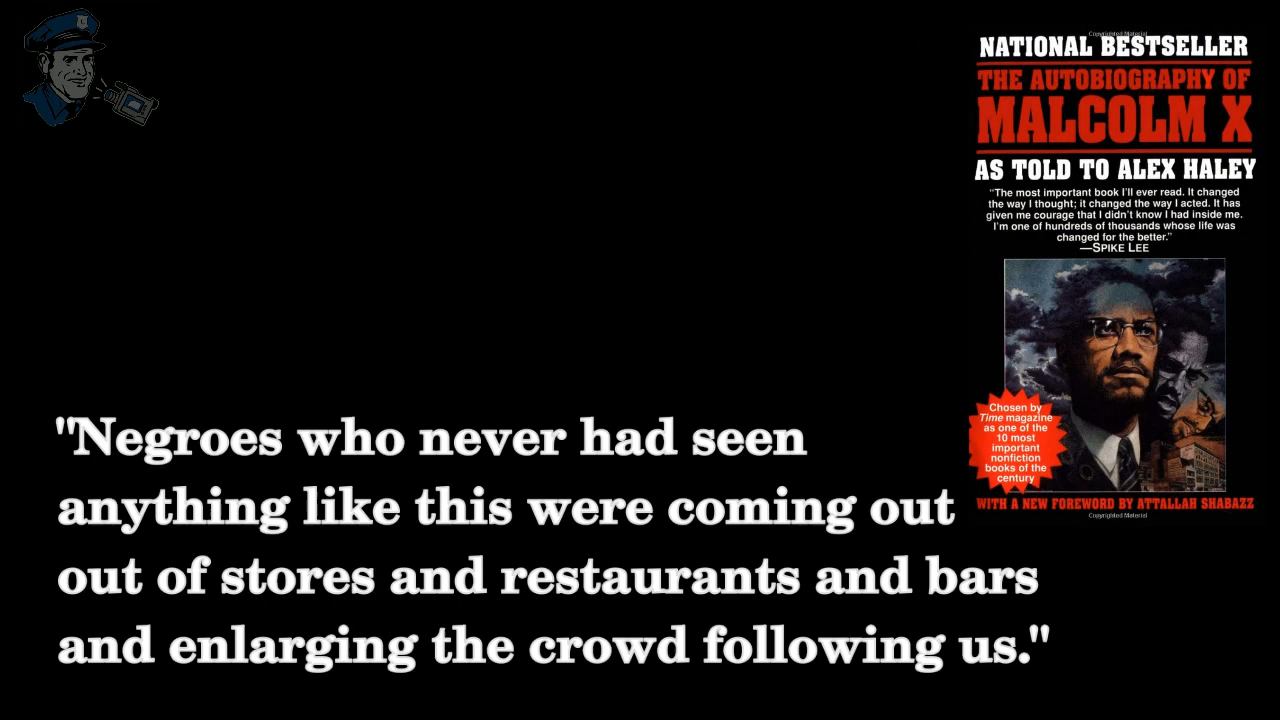 Copyrighted Material
NATIONAL BESTSELLER
THE AUTOBIOGRAPHY OF
MALCOLM X
AS TOLD TO ALEX HALEY
"The most important book I'll ever read. It changed
the way I thought; it changed the way I acted. It has
given me courage that I didn't know I had inside me.
I'm one of hundreds of thousands whose life was
changed for the better."
—SPIKE LEE
Chosen by
Time magazine
as one of the
10 most
important
nonfiction
books of the
century
WITH A NEW FOREWORD BY ATTALLAH SHABAZZ
Copyrighted Material
"Negroes who never had seen
anything like this were coming out
out of stores and restaurants and bars
and enlarging the crowd following us."